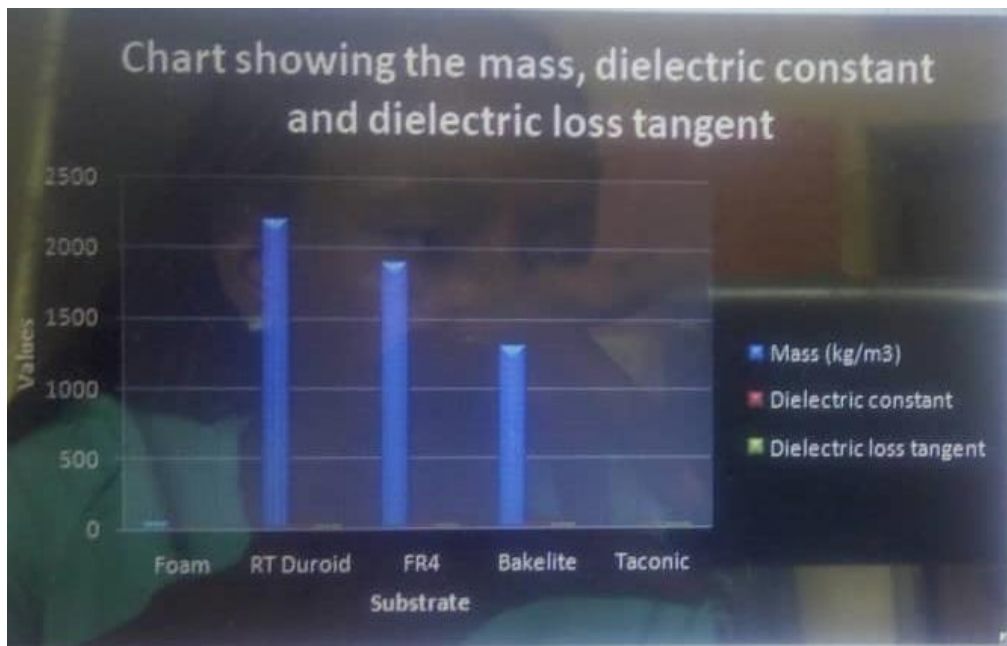 Chart showing the mass, dielectric constant
and dielectric loss tangent
2500
2000
1500
1000
500
0
Values
Foam RT Duroid FR4 Bakelite Taconic
Substrate
Mass (kg/m3)
Dielectric constant
Dielectric loss tangent